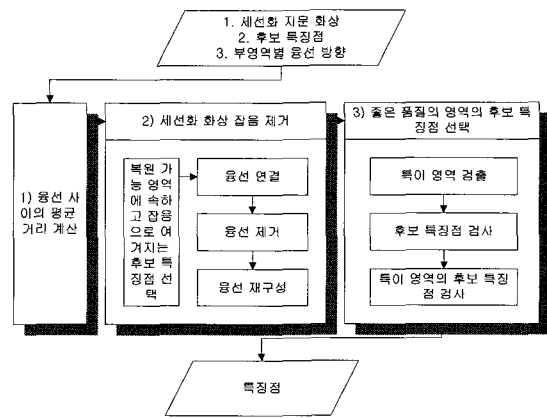 1. 세선화 지문 화상
2. 후보 특징점
3. 부영역별 융선 방향
1) 융선 사
이의 평균
거리 계산
2) 세선화 화상 잡음 제거
복원 가
능 영역
에 속하
고 잡음
으로 여
겨지는
후보 특
징점 선
택
융선 연결
융선 제거
융선 재구성
3) 좋은 품질의 영역의 후보 특
징점 선택
특이 영역 검출
후보 특징점 검사
특이 영역의 후보 특징
점 검사
특징점